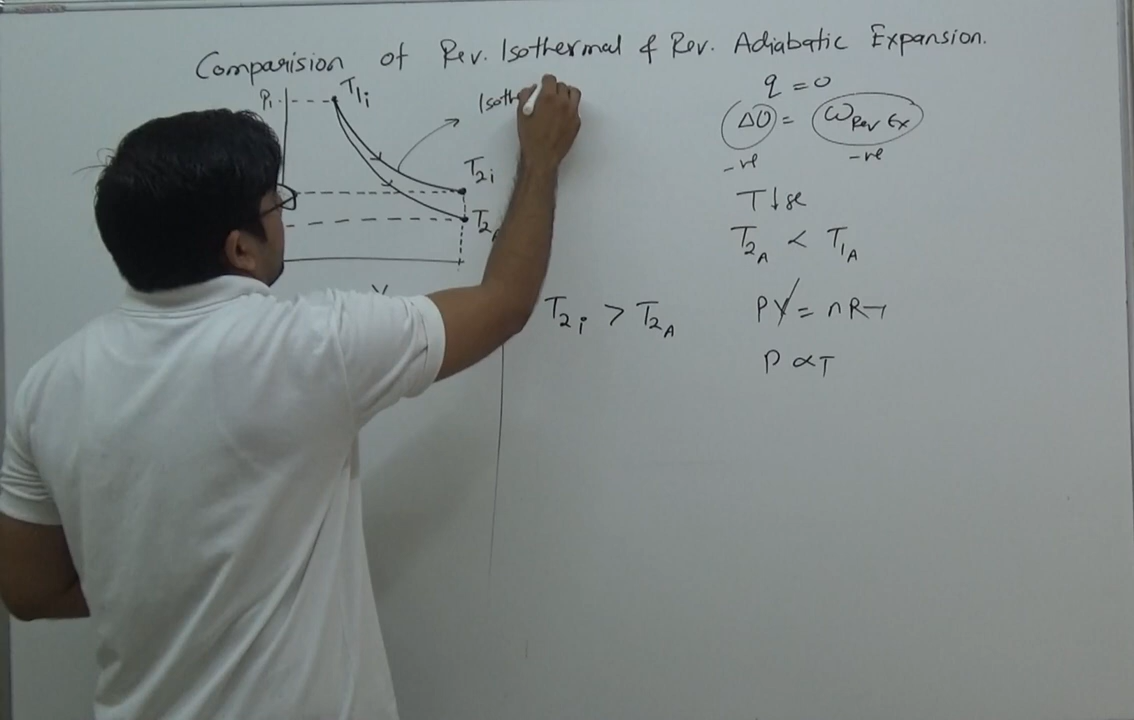 Comparision of Rev. Isothermal & Rev. Adiabatic Expansion.
P₁
T₁ᵢ
Isoth
T₂ᵢ
T₂
V
T₂ᵢ > T₂A
q = 0
ΔU = ωRev Ex
-ve -ve
T↓se
T₂A < T₁A
PV = nRT
P ∝ T